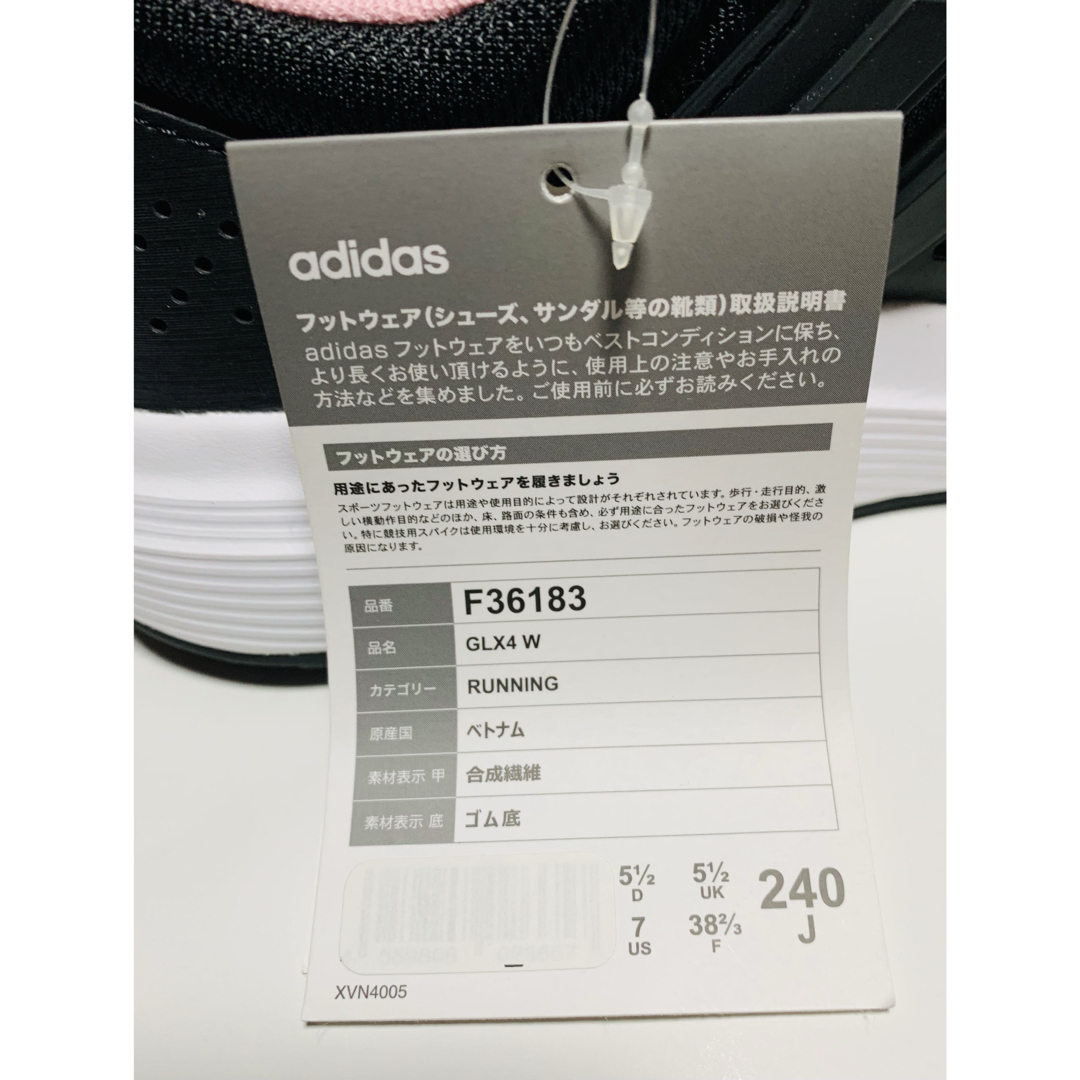 adidas
フットウェア(シューズ、サンダル等の靴類)取扱説明書
adidas フットウェアをいつもベストコンディションに保ち、
より長くお使い頂けるように、使用上の注意やお手入れの
方法などを集めました。ご使用前に必ずお読みください。
フットウェアの選び方
用途にあったフットウェアを履きましょう
スポーツフットウェアは用途や使用目的によって設計がそれぞれされています。歩行・走行目的、激
しい横動作目的などのほか、床、路面の条件も含め、必ず用途に合ったフットウェアをお選びくださ
い。特に競技用スパイクは使用環境を十分に考慮し、お選びください。フットウェアの破損や怪我の
原因になります。
品番 F36183
品名 GLX4 W
カテゴリー RUNNING
原産国 ベトナム
素材表示 甲 合成繊維
素材表示 底 ゴム底
5½ 5½ 240
D UK J
7 38⅔
US F
XVN4005